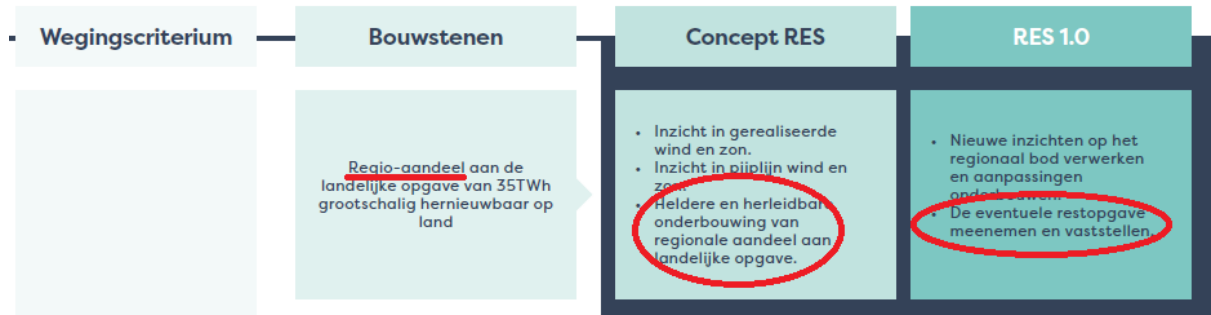 Wegingscriterium
Bouwstenen
Concept RES
RES 1.0
Regio-aandeel aan de
landelijke opgave van 35TWh
grootschalig hernieuwbaar op
land
• Inzicht in gerealiseerde
wind en zon.
• Inzicht in pijplijn wind en
zon.
• Heldere en herleidbare
onderbouwing van
regionale aandeel aan
landelijke opgave.
• Nieuwe inzichten op het
regionaal bod verwerken
en aanpassingen
onderbouwen.
• De eventuele restopgave
meenemen en vaststellen.